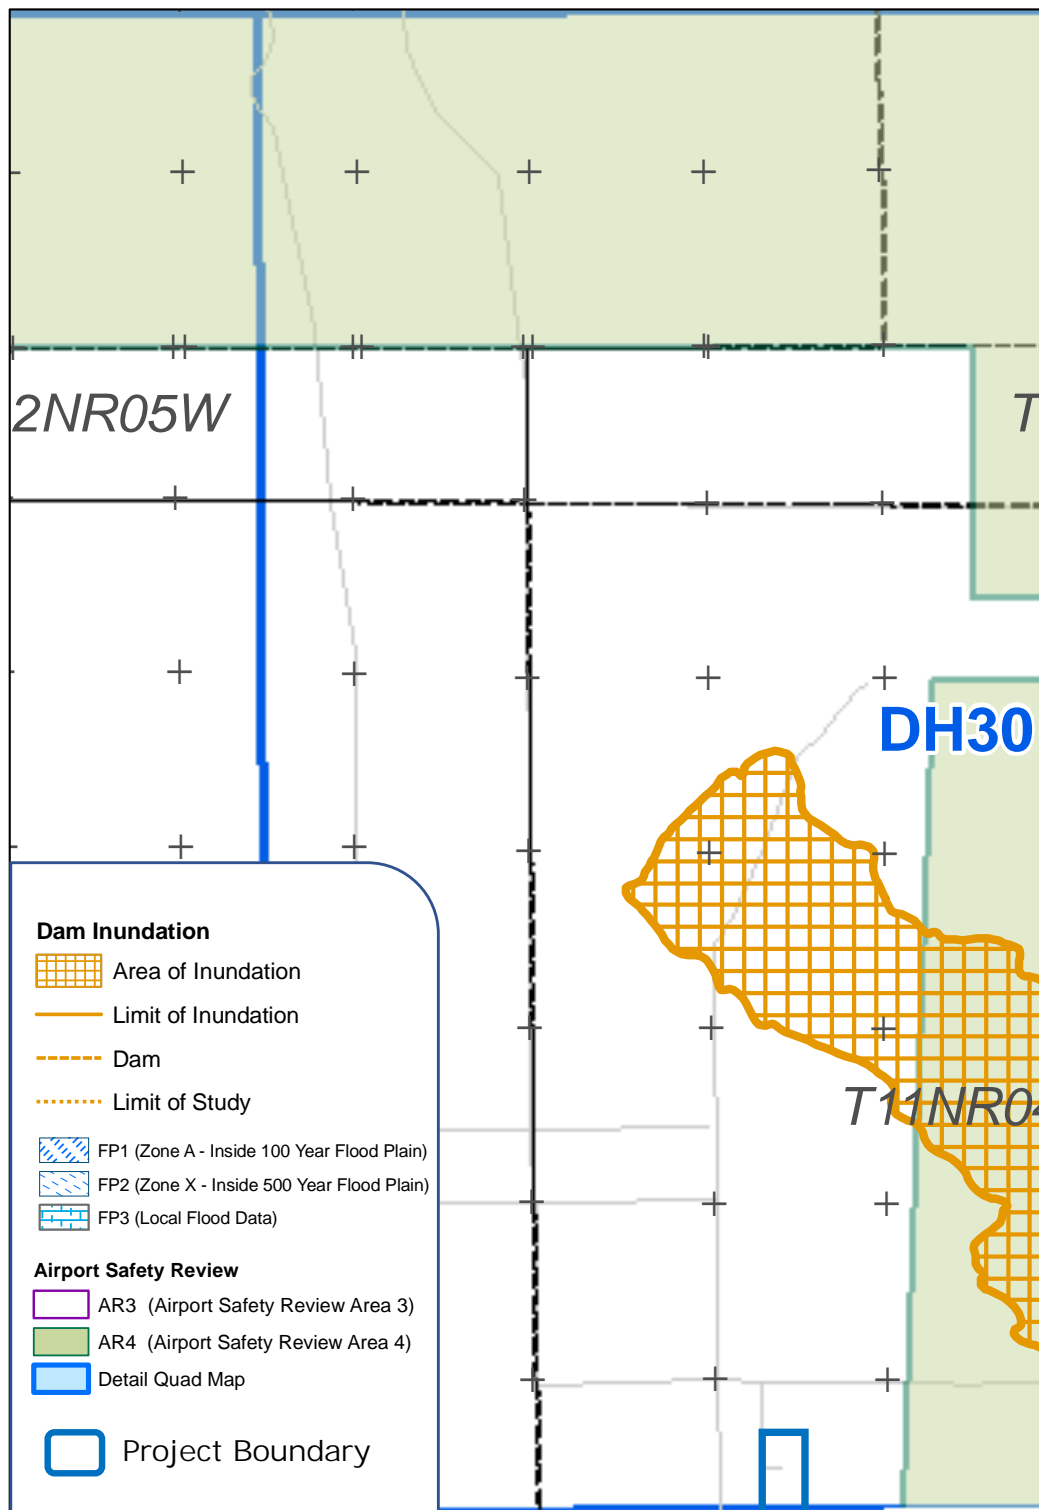 2NR05W
T
DH30
T11NR04
Dam Inundation
Area of Inundation
Limit of Inundation
Dam
Limit of Study
FP1 (Zone A - Inside 100 Year Flood Plain)
FP2 (Zone X - Inside 500 Year Flood Plain)
FP3 (Local Flood Data)
Airport Safety Review
AR3 (Airport Safety Review Area 3)
AR4 (Airport Safety Review Area 4)
Detail Quad Map
Project Boundary